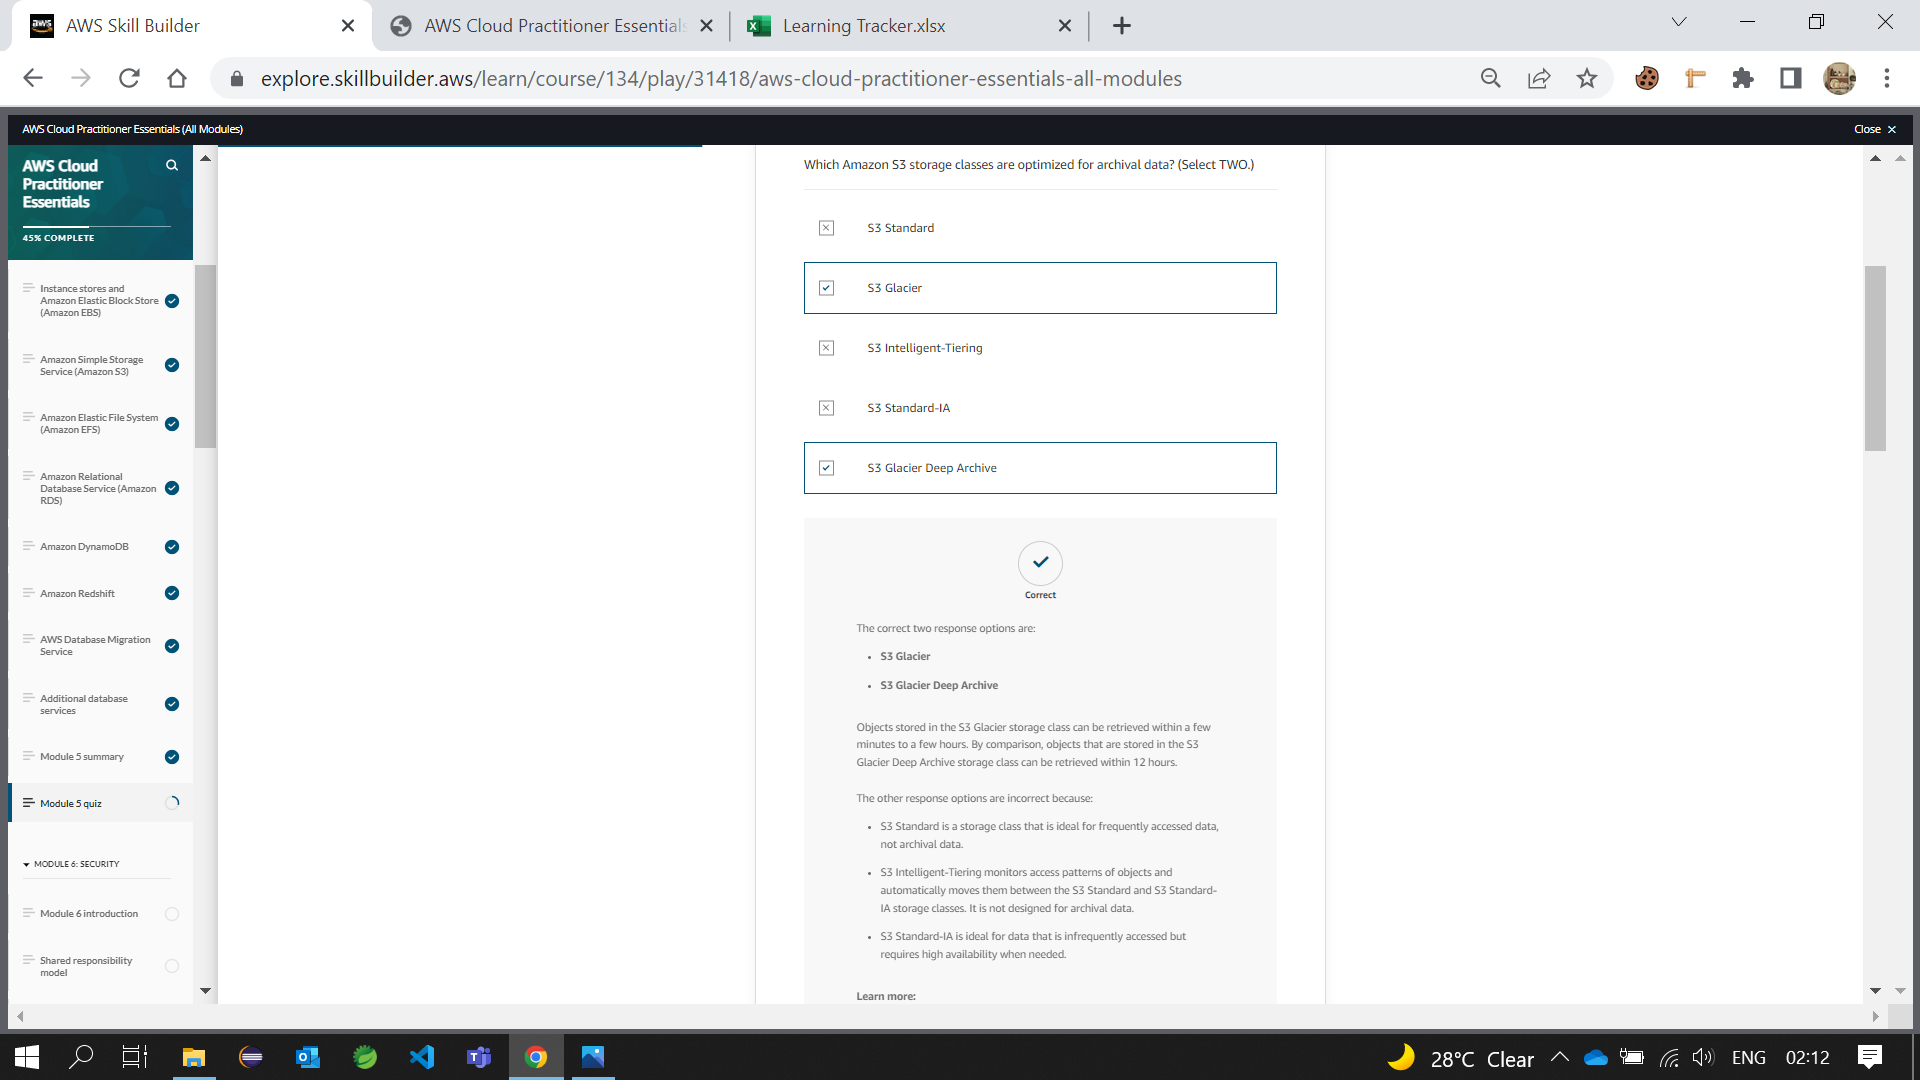 AWS Skill Builder
AWS Cloud Practitioner Essentials
Learning Tracker.xlsx
explore.skillbuilder.aws/learn/course/134/play/31418/aws-cloud-practitioner-essentials-all-modules
AWS Cloud Practitioner Essentials (All Modules)
Close
AWS Cloud
Practitioner
Essentials
45% COMPLETE
Instance stores and
Amazon Elastic Block Store
(Amazon EBS)
Amazon Simple Storage
Service (Amazon S3)
Amazon Elastic File System
(Amazon EFS)
Amazon Relational
Database Service (Amazon
RDS)
Amazon DynamoDB
Amazon Redshift
AWS Database Migration
Service
Additional database
services
Module 5 summary
Module 5 quiz
MODULE 6: SECURITY
Module 6 introduction
Shared responsibility
model
Which Amazon S3 storage classes are optimized for archival data? (Select TWO.)
S3 Standard
S3 Glacier
S3 Intelligent-Tiering
S3 Standard-IA
S3 Glacier Deep Archive
Correct
The correct two response options are:
• S3 Glacier
• S3 Glacier Deep Archive
Objects stored in the S3 Glacier storage class can be retrieved within a few
minutes to a few hours. By comparison, objects that are stored in the S3
Glacier Deep Archive storage class can be retrieved within 12 hours.
The other response options are incorrect because:
• S3 Standard is a storage class that is ideal for frequently accessed data,
not archival data.
• S3 Intelligent-Tiering monitors access patterns of objects and
automatically moves them between the S3 Standard and S3 Standard-
IA storage classes. It is not designed for archival data.
• S3 Standard-IA is ideal for data that is infrequently accessed but
requires high availability when needed.
Learn more:
28°C Clear
ENG
02:12